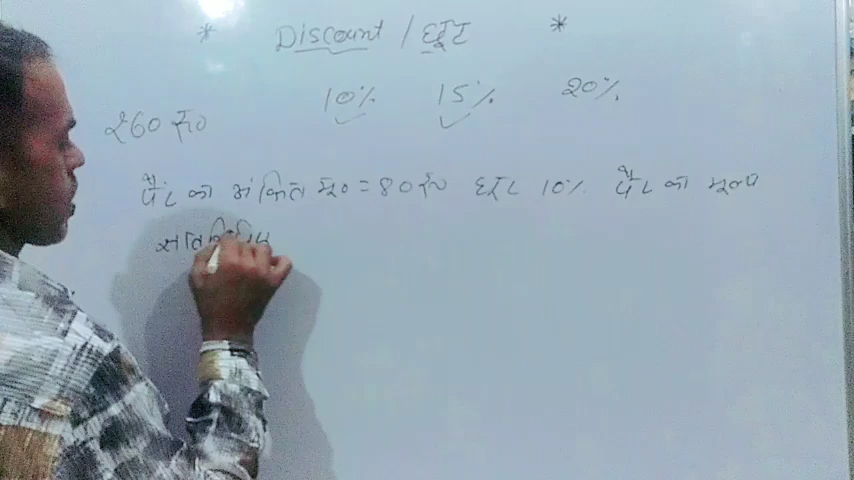 * Discount / छूट *
10% 15% 20%
260 रु०
पैंट का अंकित मू० = 80 रु० छूट 10% पैंट का मूल्य